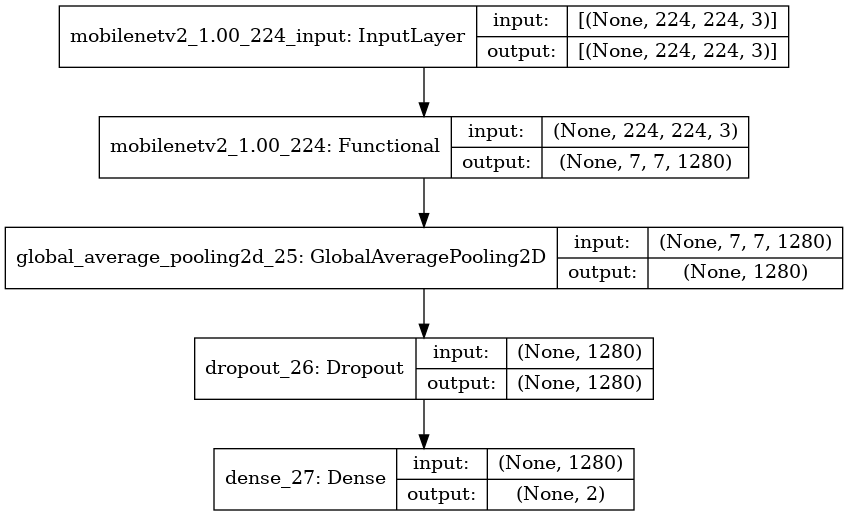 mobilenetv2_1.00_224_input: InputLayer
input:
[(None, 224, 224, 3)]
output:
[(None, 224, 224, 3)]
mobilenetv2_1.00_224: Functional
input:
(None, 224, 224, 3)
output:
(None, 7, 7, 1280)
global_average_pooling2d_25: GlobalAveragePooling2D
input:
(None, 7, 7, 1280)
output:
(None, 1280)
dropout_26: Dropout
input:
(None, 1280)
output:
(None, 1280)
dense_27: Dense
input:
(None, 1280)
output:
(None, 2)